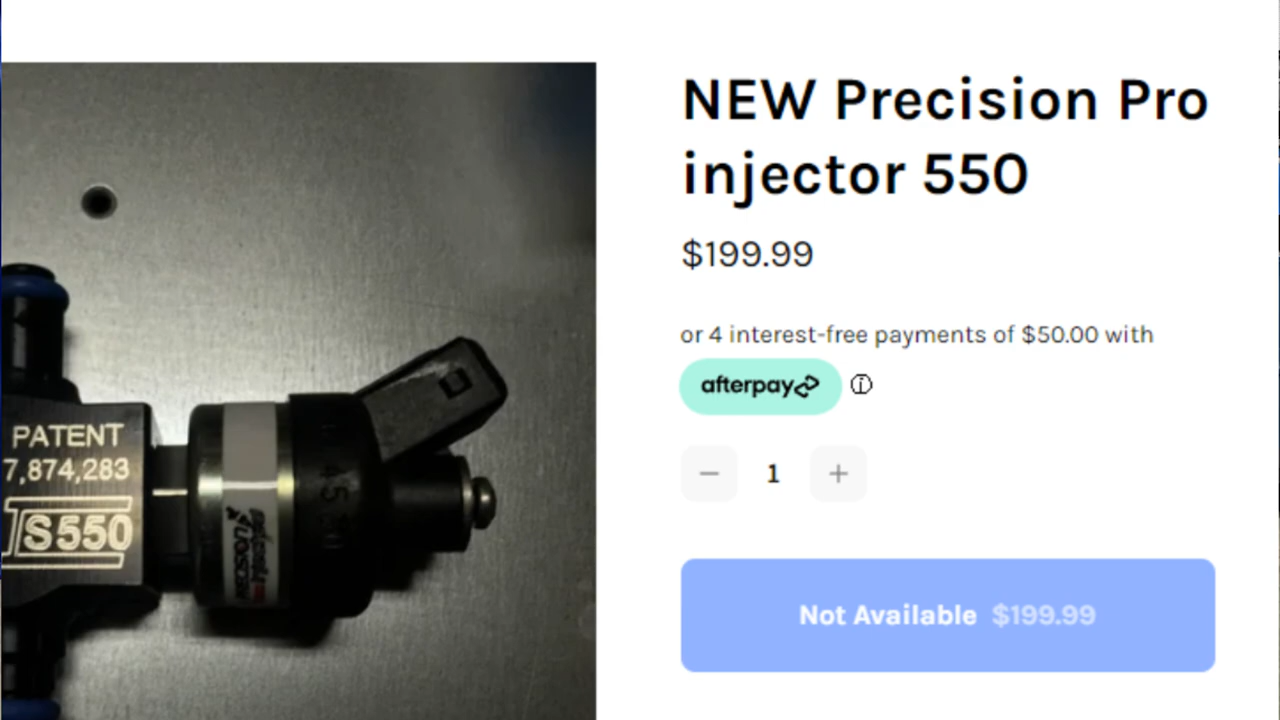 NEW Precision Pro
injector 550
$199.99
or 4 interest-free payments of $50.00 with
afterpay
1
Not Available $199.99
PATENT
7,874,283
S550